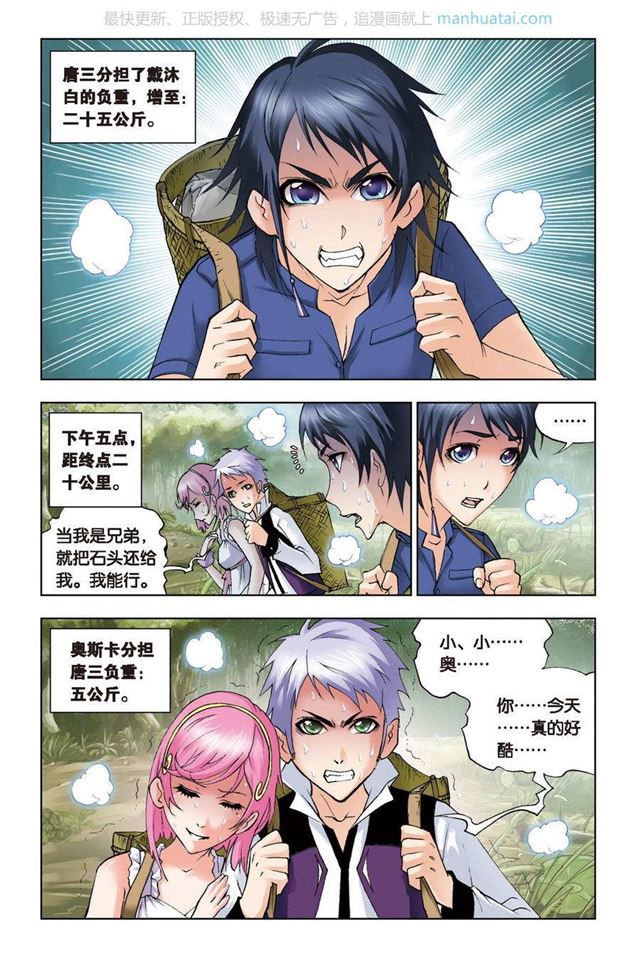 最快更新、正版授权、极速无广告，追漫画就上 manhuatai.com
唐三分担了戴沐
白的负重，增至：
二十五公斤。
下午五点，
距终点二
十公里。
当我是兄弟，
就把石头还给
我。我能行。
……
奥斯卡分担
唐三负重：
五公斤。
小、小……
奥……
你……今天
……真的好
酷……